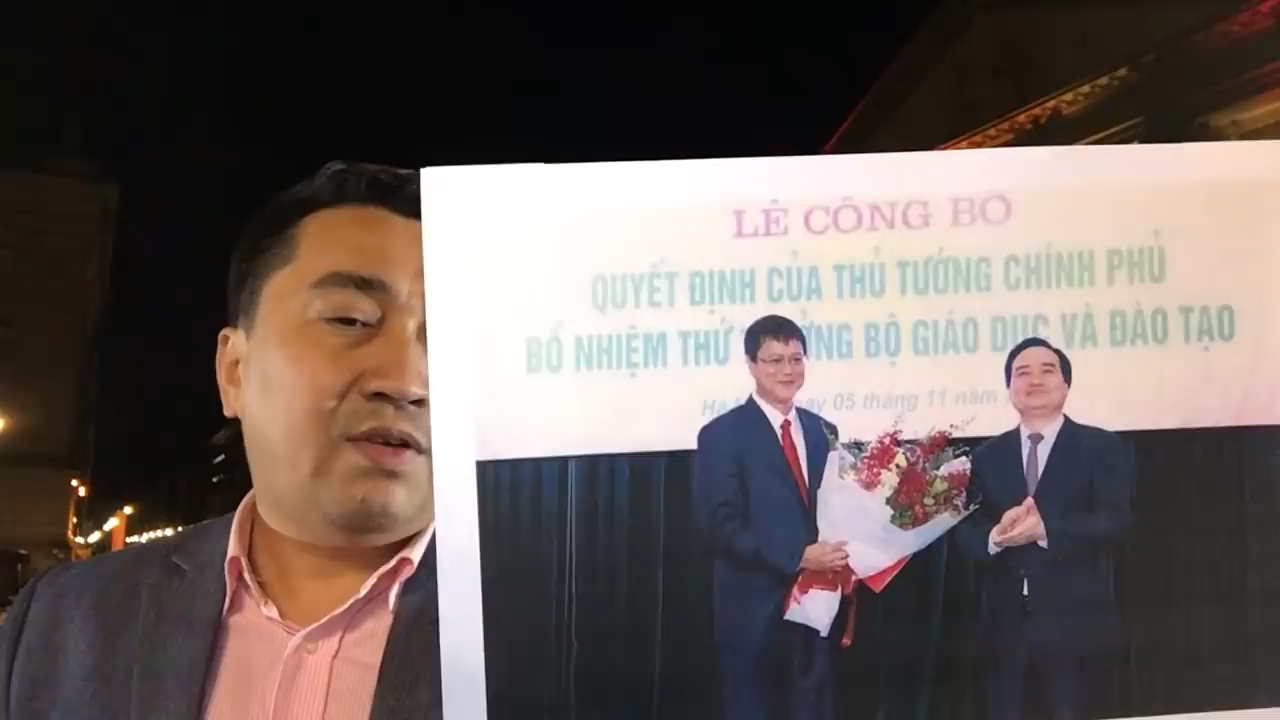 LỄ CÔNG BỐ
QUYẾT ĐỊNH CỦA THỦ TƯỚNG CHÍNH PHỦ
BỔ NHIỆM THỨ TRƯỞNG BỘ GIÁO DỤC VÀ ĐÀO TẠO
05 tháng 11 năm